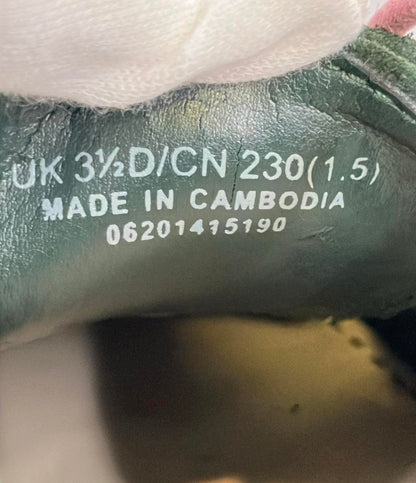 UK 3½D/CN 230(1.5)
MADE IN CAMBODIA
06201415190